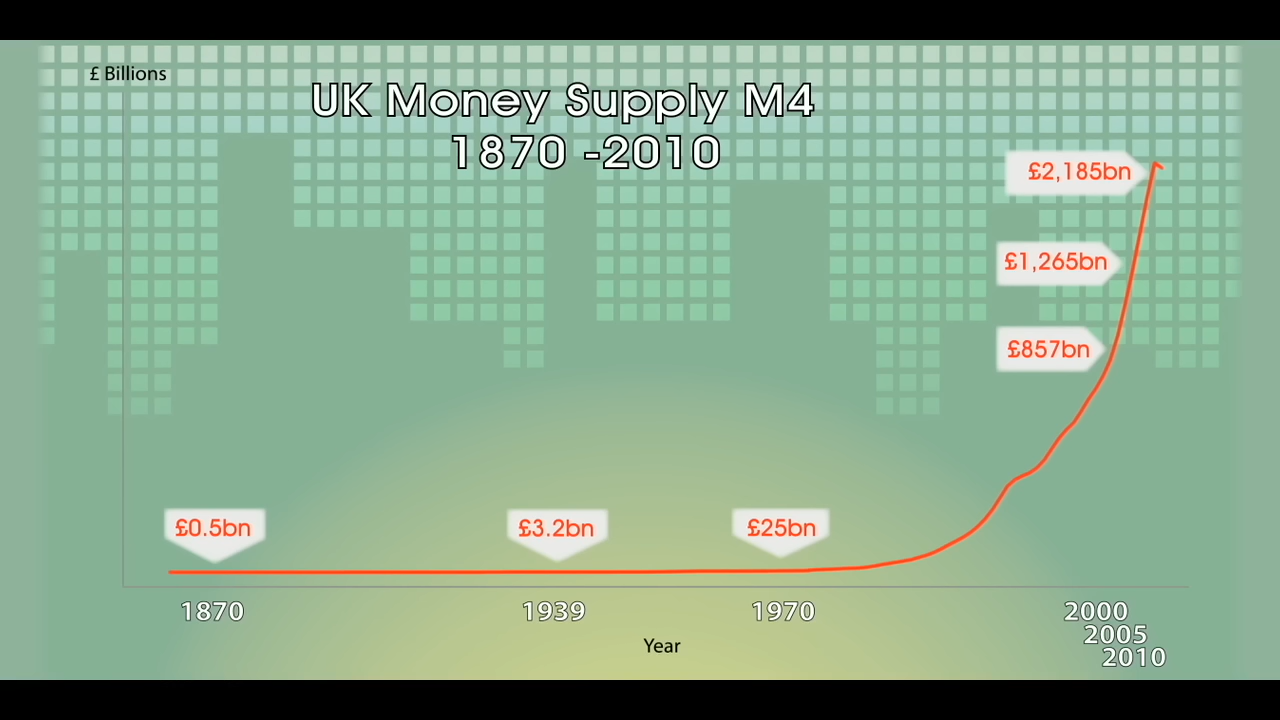 £ Billions
UK Money Supply M4
1870 -2010
£2,185bn
£1,265bn
£857bn
£0.5bn
£3.2bn
£25bn
1870
1939
1970
2000
2005
2010
Year